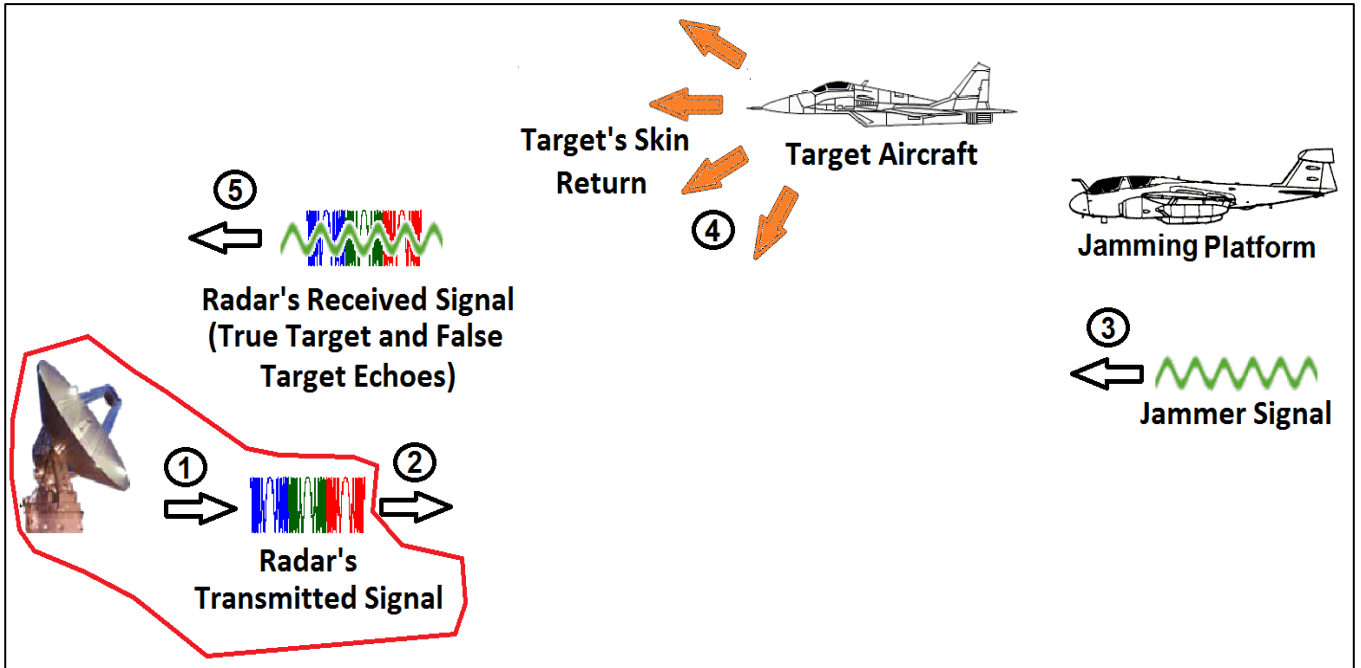 Target's Skin
Return
4
Target Aircraft
Jamming Platform
5
Radar's Received Signal
(True Target and False
Target Echoes)
3
Jammer Signal
1
2
Radar's
Transmitted Signal